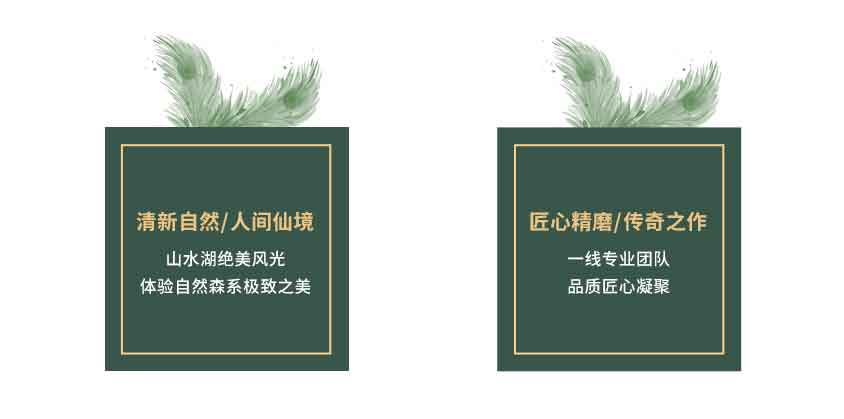 清新自然/人间仙境
山水湖绝美风光
体验自然森系极致之美
匠心精磨/传奇之作
一线专业团队
品质匠心凝聚